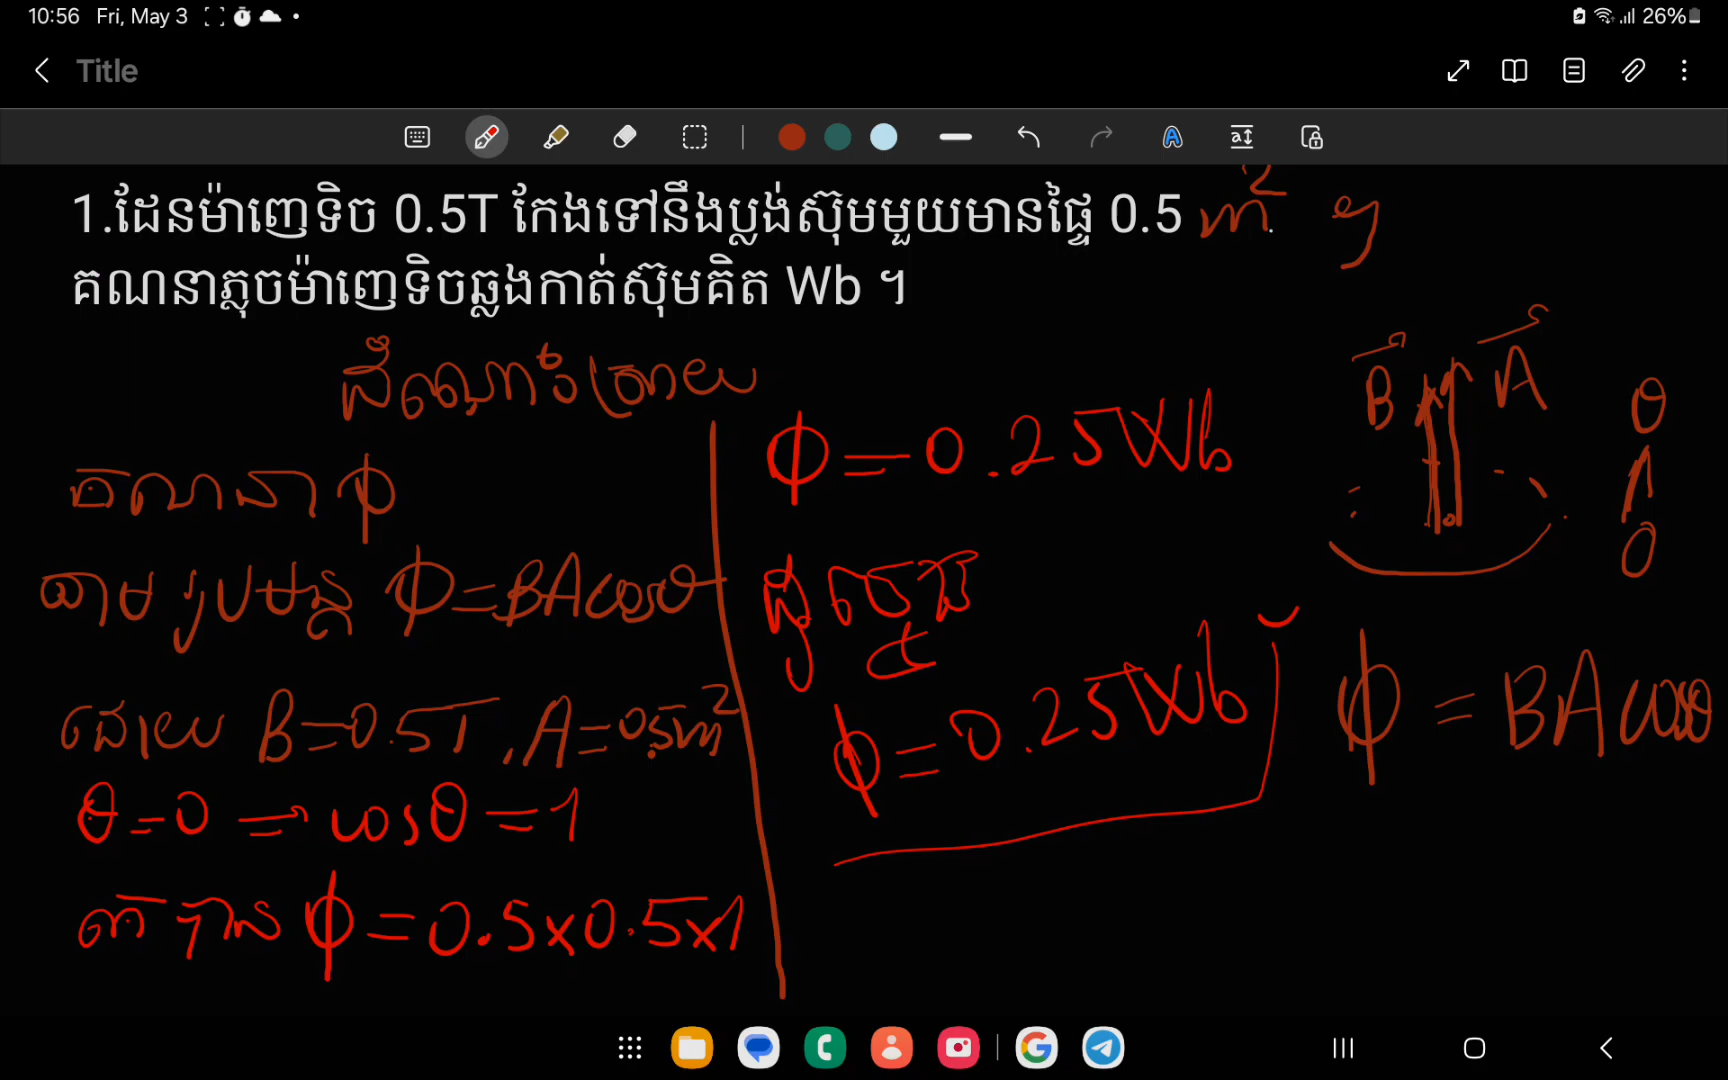 10:56 Fri, May 3
26%
Title
1.ដែនម៉ាញេទិច 0.5T កែងទៅនឹងប្លង់ស៊ុមមួយមានផ្ទៃ 0.5 m² ។
គណនាភ្លុចម៉ាញេទិចឆ្លងកាត់ស៊ុមគិត Wb ។
ដំណោះស្រាយ
គណនា ϕ
តាមរូបមន្ត ϕ=BAcosθ
ដោយ B=0.5T, A=0.5m²
θ=0 ⇒ cosθ=1
គេបាន ϕ=0.5x0.5x1
ϕ=0.25Wb
ដូចនេះ
ϕ=0.25Wb
B A
θ
ϕ = BAcosθ